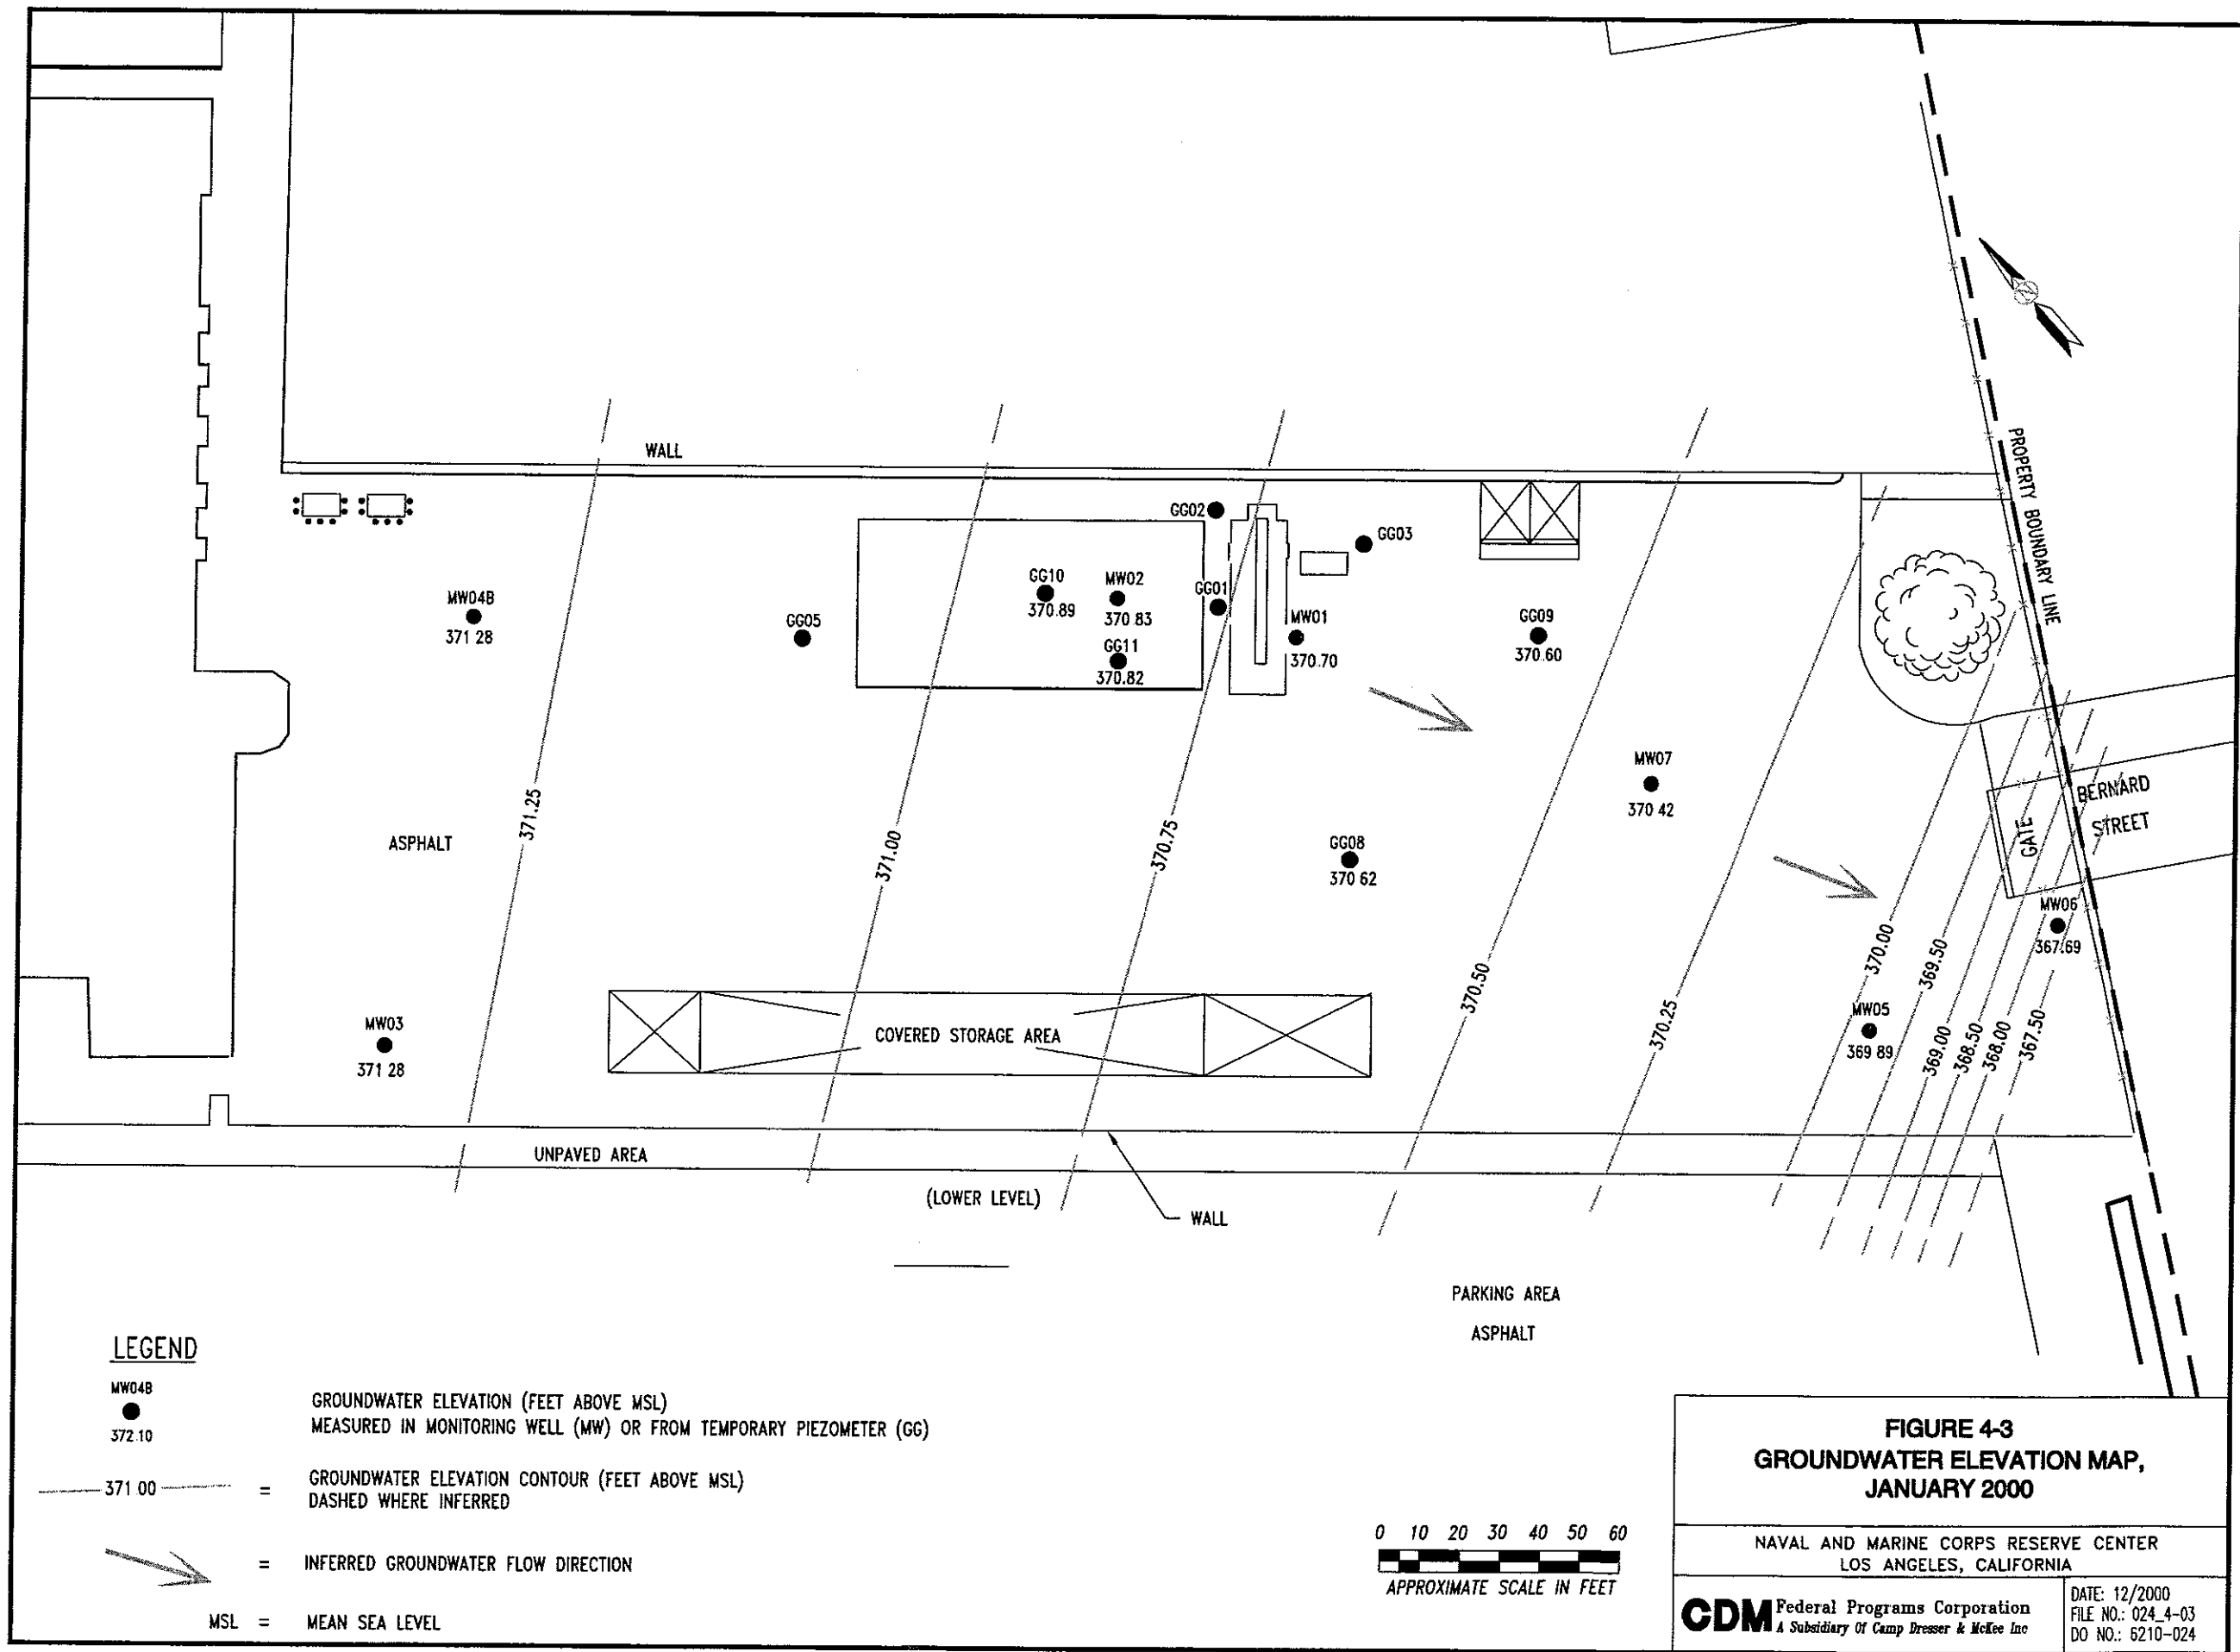 WALL
PROPERTY BOUNDARY LINE
GG02
GG03
GG10
370.89
MW02
370 83
GG01
MW04B
371 28
GG05
MW01
370.70
GG09
370.60
GG11
370.82
MW07
370 42
BERNARD
STREET
GATE
371.25
371.00
370.75
ASPHALT
GG08
370 62
MW06
367.69
370.50
370.25
370.00
369.50
369.00
368.50
368.00
367.50
MW05
369 89
MW03
371 28
COVERED STORAGE AREA
UNPAVED AREA
(LOWER LEVEL)
WALL
PARKING AREA
ASPHALT
LEGEND
MW04B
372.10
GROUNDWATER ELEVATION (FEET ABOVE MSL)
MEASURED IN MONITORING WELL (MW) OR FROM TEMPORARY PIEZOMETER (GG)
371 00 = GROUNDWATER ELEVATION CONTOUR (FEET ABOVE MSL)
DASHED WHERE INFERRED
= INFERRED GROUNDWATER FLOW DIRECTION
MSL = MEAN SEA LEVEL
0 10 20 30 40 50 60
APPROXIMATE SCALE IN FEET
FIGURE 4-3
GROUNDWATER ELEVATION MAP,
JANUARY 2000
NAVAL AND MARINE CORPS RESERVE CENTER
LOS ANGELES, CALIFORNIA
CDM Federal Programs Corporation
A Subsidiary Of Camp Dresser & McKee Inc
DATE: 12/2000
FILE NO.: 024_4-03
DO NO.: 6210-024